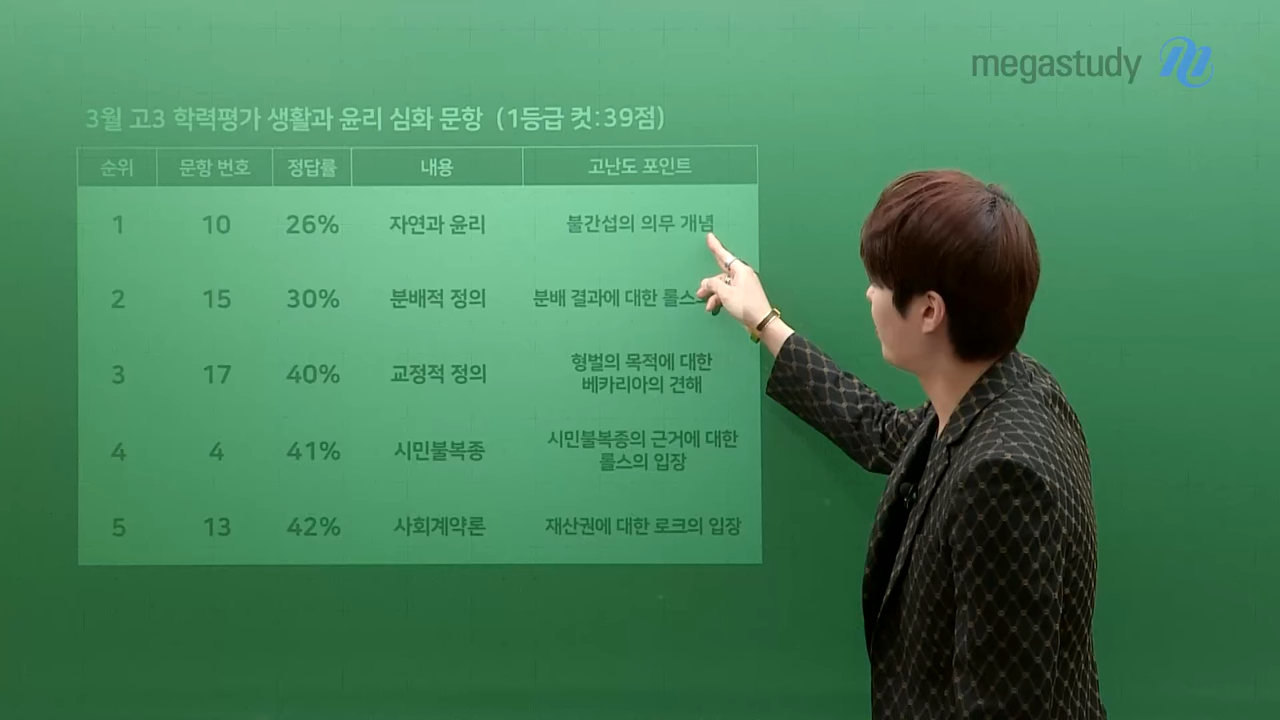 megastudy
3월 고3 학력평가 생활과 윤리 심화 문항 (1등급 컷:39점)
순위 문항 번호 정답률 내용 고난도 포인트
1 10 26% 자연과 윤리 불간섭의 의무 개념
2 15 30% 분배적 정의 분배 결과에 대한 롤스
3 17 40% 교정적 정의 형벌의 목적에 대한
베카리아의 견해
4 4 41% 시민불복종 시민불복종의 근거에 대한
롤스의 입장
5 13 42% 사회계약론 재산권에 대한 로크의 입장